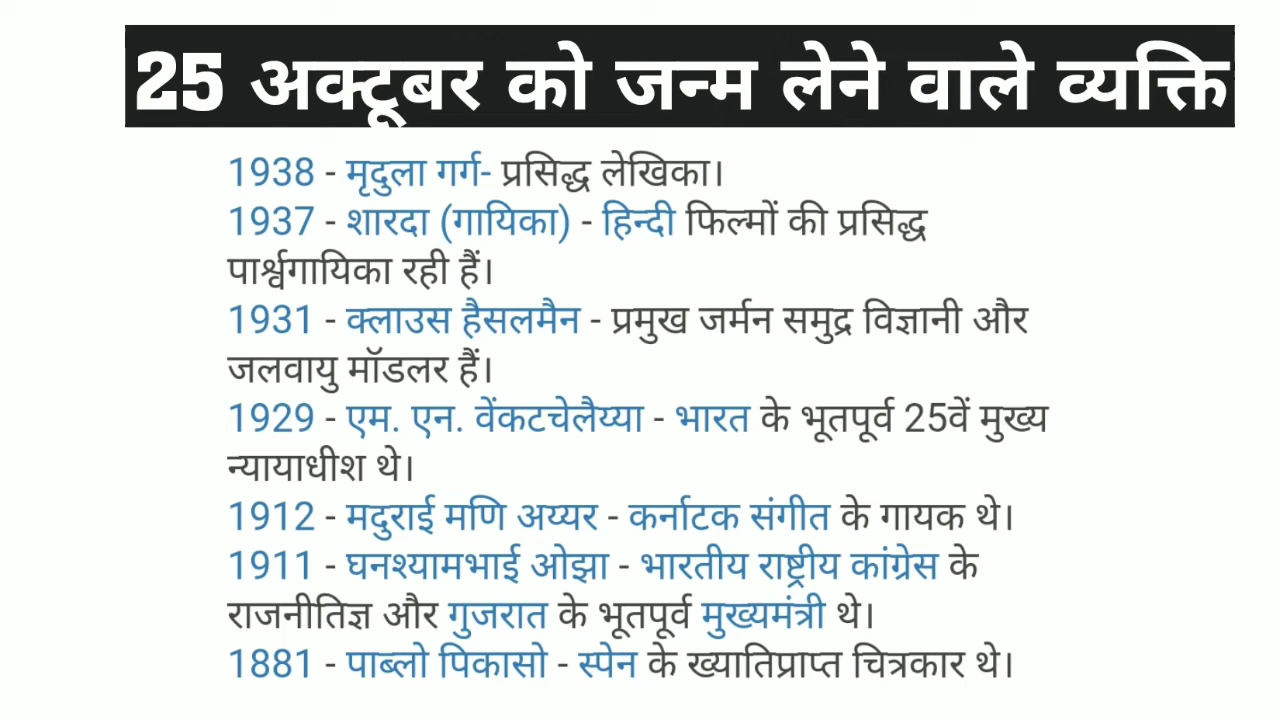 25 अक्टूबर को जन्म लेने वाले व्यक्ति
1938 - मृदुला गर्ग- प्रसिद्ध लेखिका।
1937 - शारदा (गायिका) - हिन्दी फिल्मों की प्रसिद्ध
पार्श्वगायिका रही हैं।
1931 - क्लाउस हैसलमैन - प्रमुख जर्मन समुद्र विज्ञानी और
जलवायु मॉडलर हैं।
1929 - एम. एन. वेंकटचेलैय्या - भारत के भूतपूर्व 25वें मुख्य
न्यायाधीश थे।
1912 - मदुराई मणि अय्यर - कर्नाटक संगीत के गायक थे।
1911 - घनश्यामभाई ओझा - भारतीय राष्ट्रीय कांग्रेस के
राजनीतिज्ञ और गुजरात के भूतपूर्व मुख्यमंत्री थे।
1881 - पाब्लो पिकासो - स्पेन के ख्यातिप्राप्त चित्रकार थे।